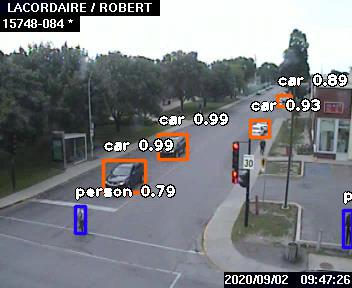 LACORDAIRE / ROBERT
15748-084 *
car 0.89
car 0.93
car 0.99
car 0.99
person 0.79
p
30
2020/09/02 09:47:26